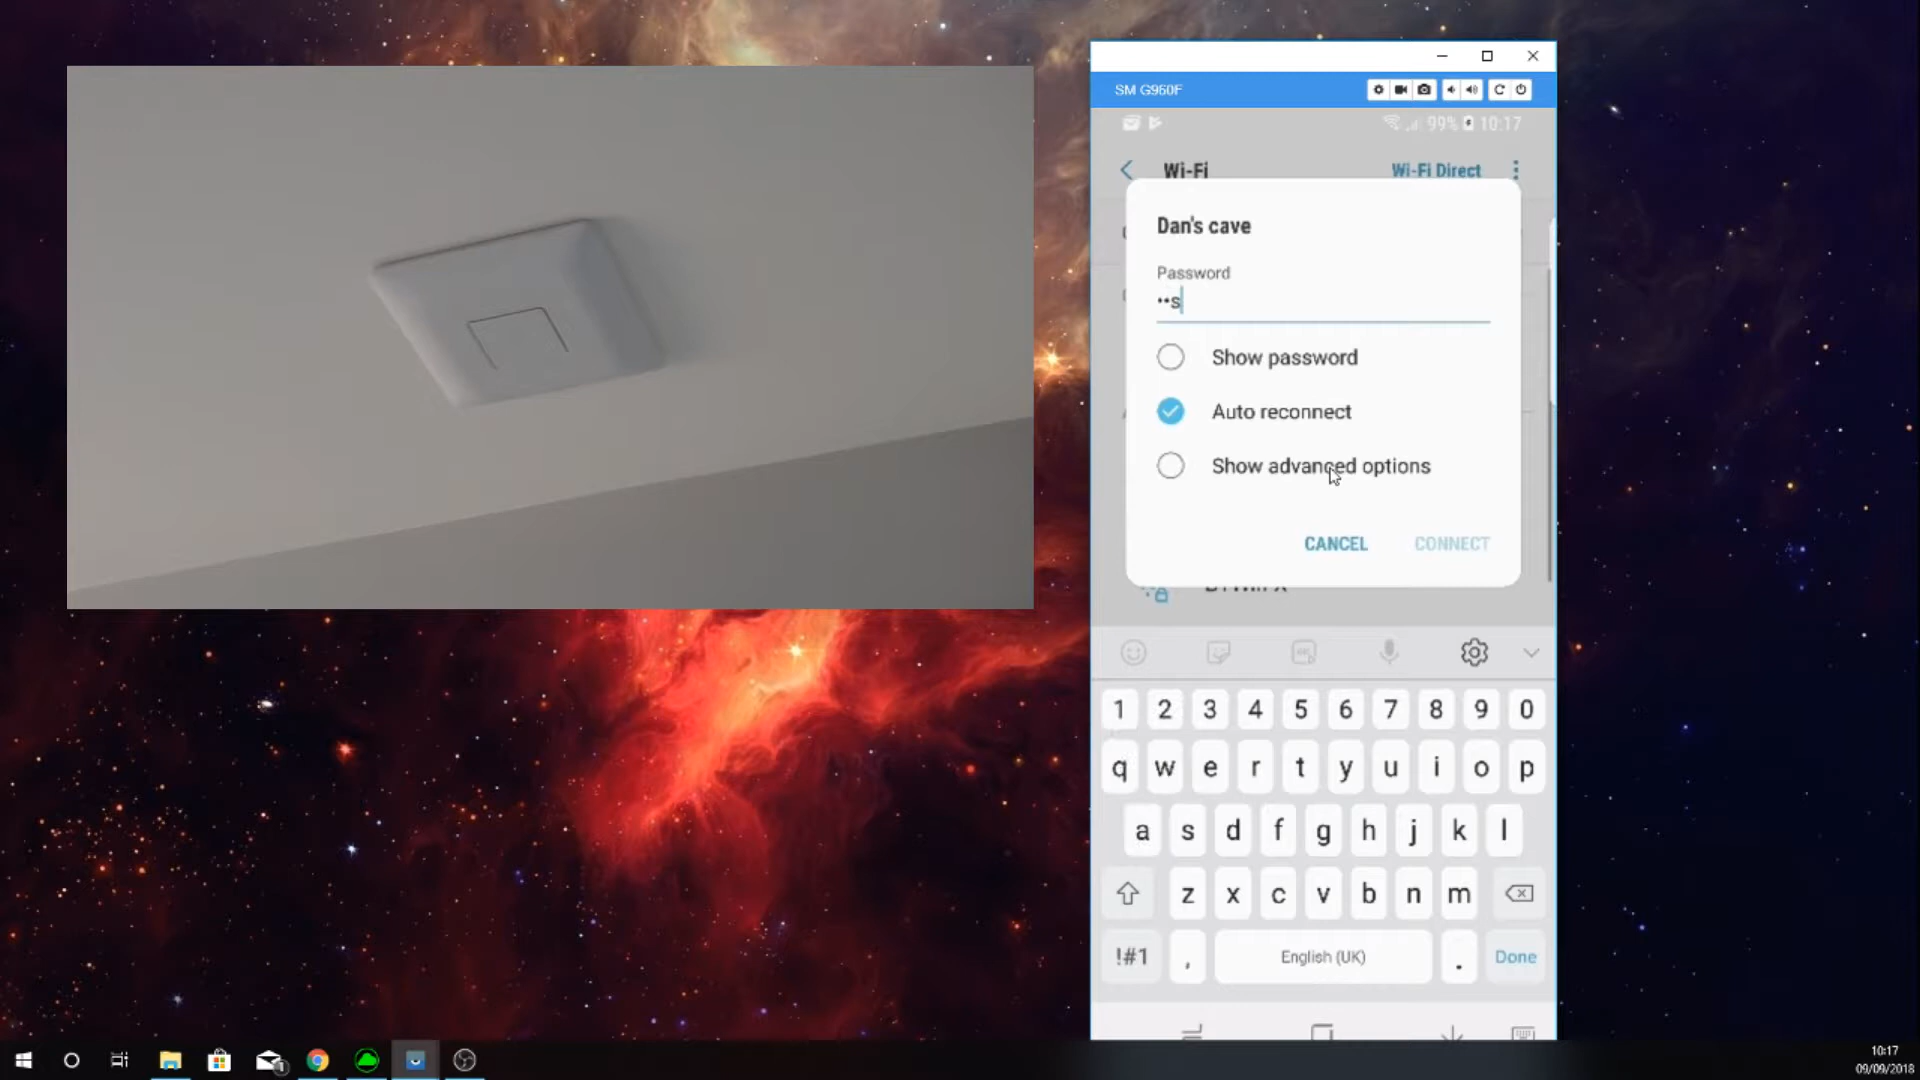 SM G960F
99% 10:17
Wi-Fi Wi-Fi Direct
Dan's cave
Password
••s
Show password
Auto reconnect
Show advanced options
CANCEL CONNECT
1 2 3 4 5 6 7 8 9 0
q w e r t y u i o p
a s d f g h j k l
z x c v b n m
!#1 , English (UK) . Done
10:17
09/09/2018